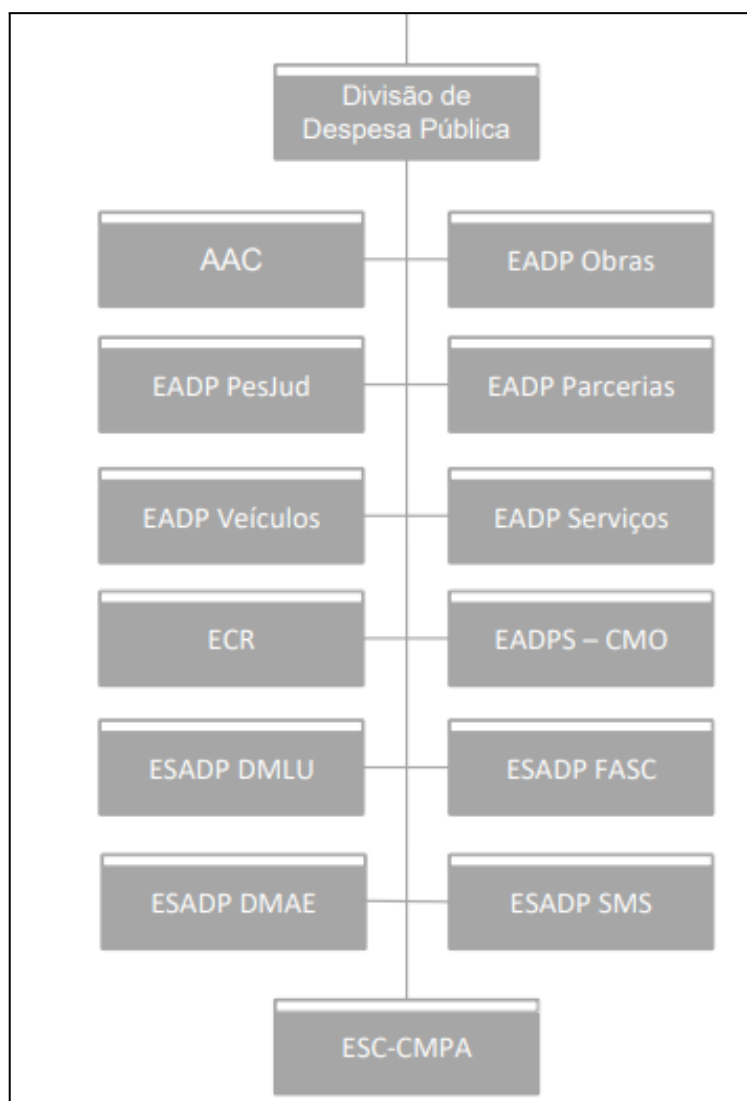 Divisão de
Despesa Pública
AAC
EADP Obras
EADP PesJud
EADP Parcerias
EADP Veículos
EADP Serviços
ECR
EADPS – CMO
ESADP DMLU
ESADP FASC
ESADP DMAE
ESADP SMS
ESC-CMPA